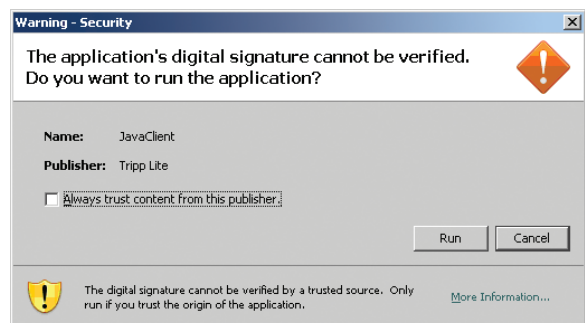 Warning - Security
The application's digital signature cannot be verified.
Do you want to run the application?
Name: JavaClient
Publisher: Tripp Lite
Always trust content from this publisher.
Run Cancel
The digital signature cannot be verified by a trusted source. Only
run if you trust the origin of the application.
More Information...